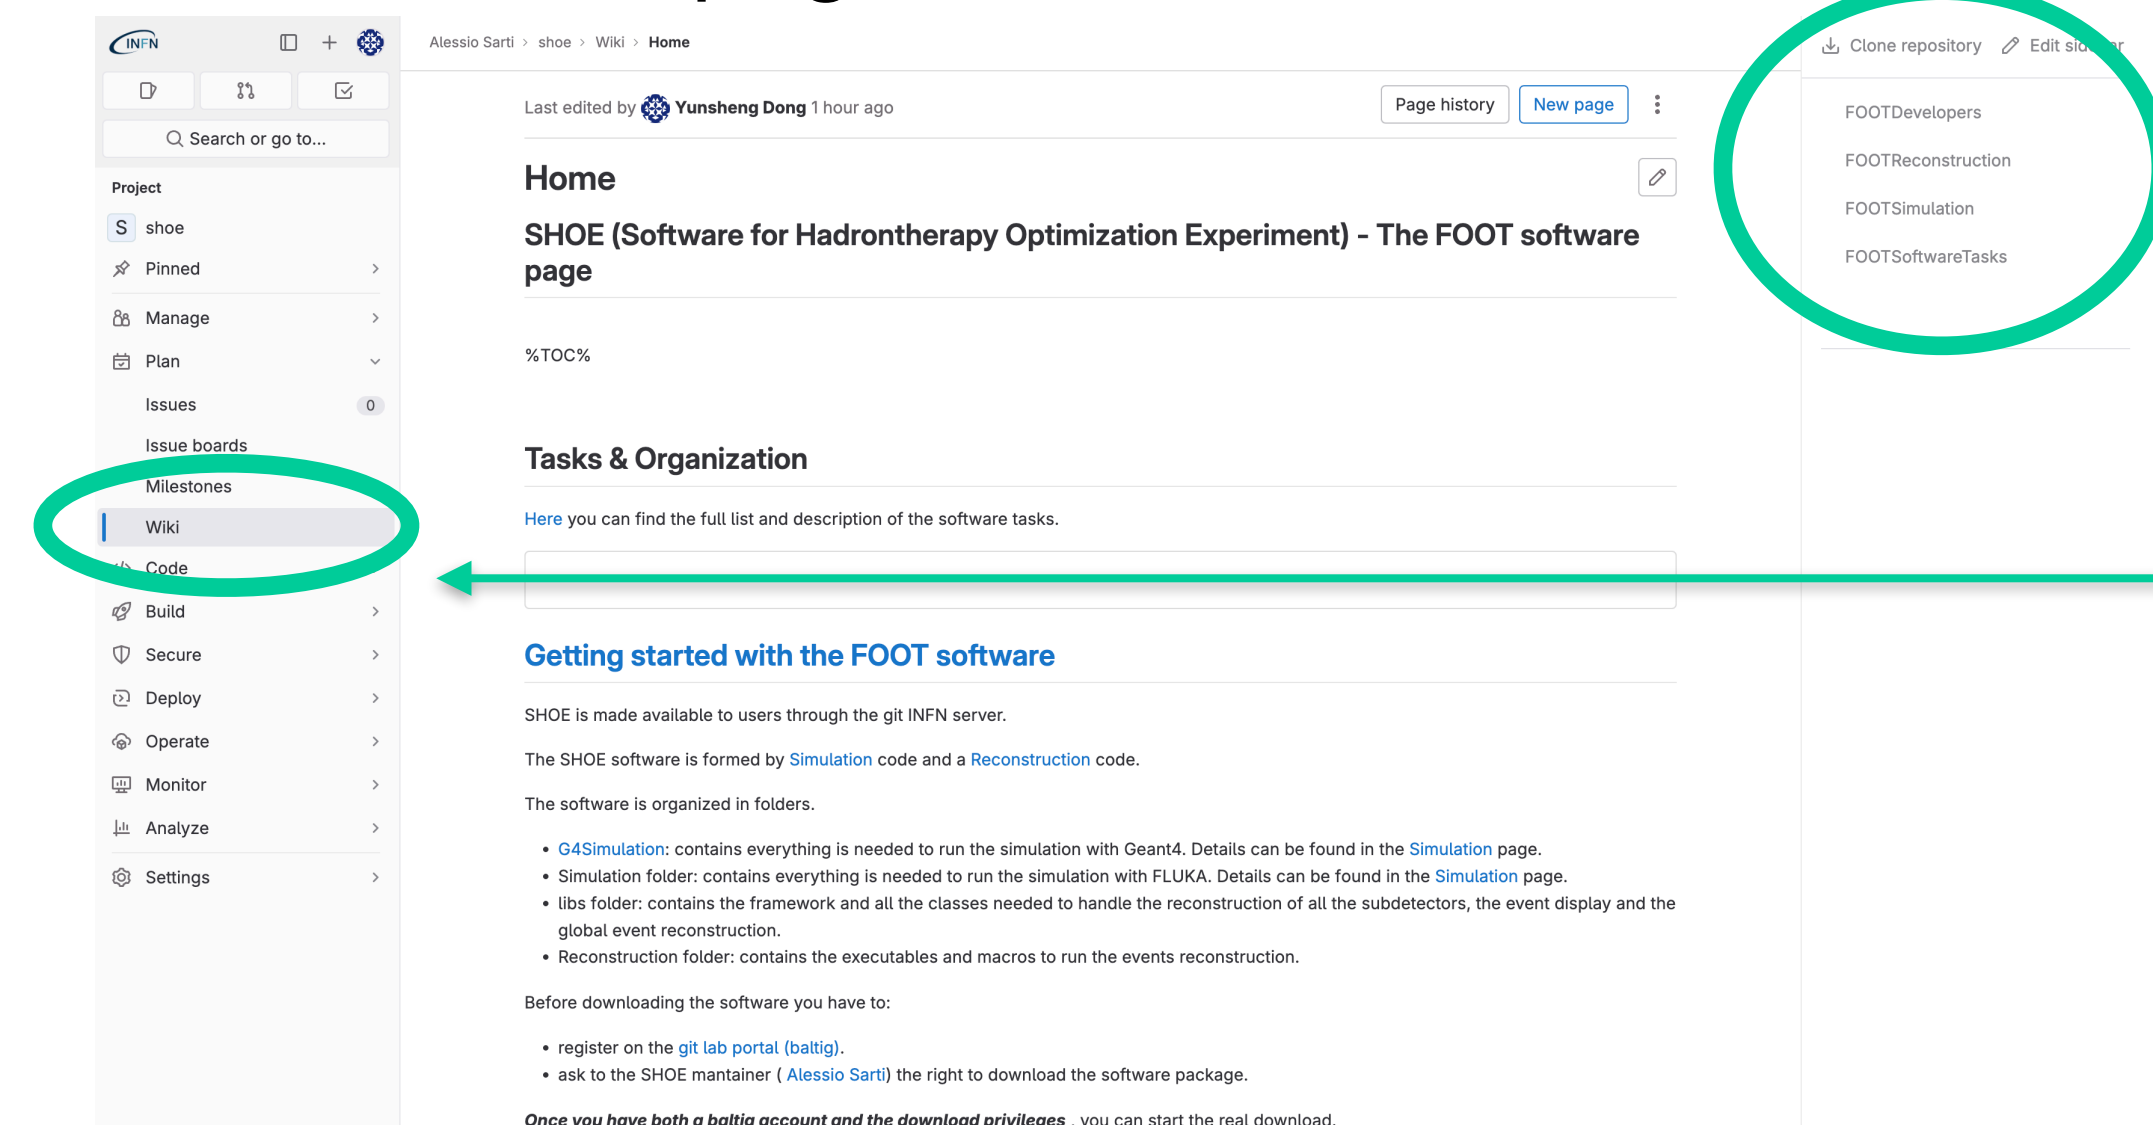 INFN
Search or go to...
Project
S shoe
Pinned
Manage
Plan
Issues 0
Issue boards
Milestones
Wiki
Code
Build
Secure
Deploy
Operate
Monitor
Analyze
Settings
Alessio Sarti > shoe > Wiki > Home
Last edited by Yunsheng Dong 1 hour ago
Page history
New page
Home
SHOE (Software for Hadrontherapy Optimization Experiment) - The FOOT software
page
%TOC%
Tasks & Organization
Here you can find the full list and description of the software tasks.
Getting started with the FOOT software
SHOE is made available to users through the git INFN server.
The SHOE software is formed by Simulation code and a Reconstruction code.
The software is organized in folders.
• G4Simulation: contains everything is needed to run the simulation with Geant4. Details can be found in the Simulation page.
• Simulation folder: contains everything is needed to run the simulation with FLUKA. Details can be found in the Simulation page.
• libs folder: contains the framework and all the classes needed to handle the reconstruction of all the subdetectors, the event display and the
global event reconstruction.
• Reconstruction folder: contains the executables and macros to run the events reconstruction.
Before downloading the software you have to:
• register on the git lab portal (baltig).
• ask to the SHOE mantainer ( Alessio Sarti) the right to download the software package.
Once you have both a baltig account and the download privileges , you can start the real download.
Clone repository
Edit sidebar
FOOTDevelopers
FOOTReconstruction
FOOTSimulation
FOOTSoftwareTasks